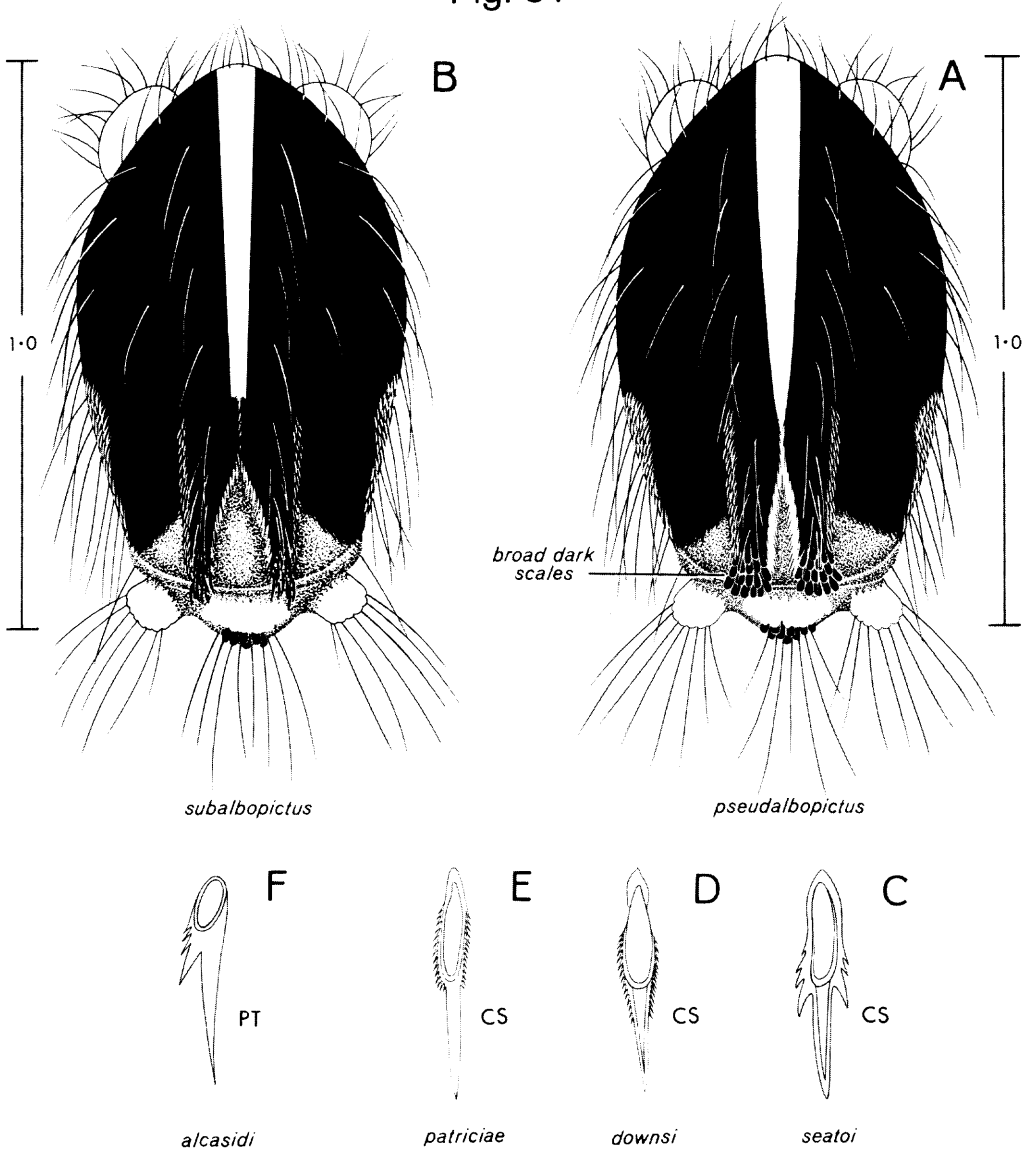 B
A
1·0
1·0
broad dark
scales
subalbopictus
pseudalbopictus
F
E
D
C
PT
CS
CS
CS
alcasidi
patriciae
downsi
seatoi